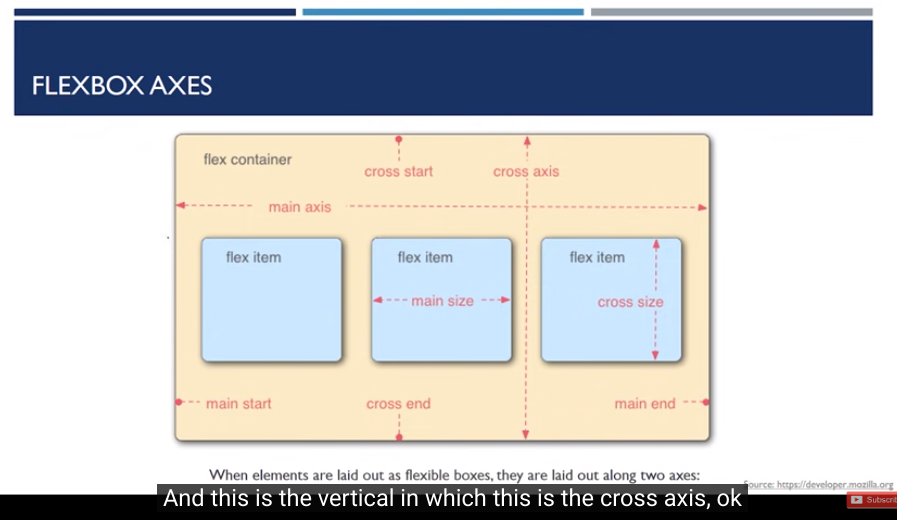 FLEXBOX AXES
flex container
cross start
cross axis
main axis
flex item
flex item
flex item
main size
cross size
main start
cross end
main end
When elements are laid out as flexible boxes, they are laid out along two axes:
Source: https://developer.mozilla.org
And this is the vertical in which this is the cross axis, ok
Subscrib